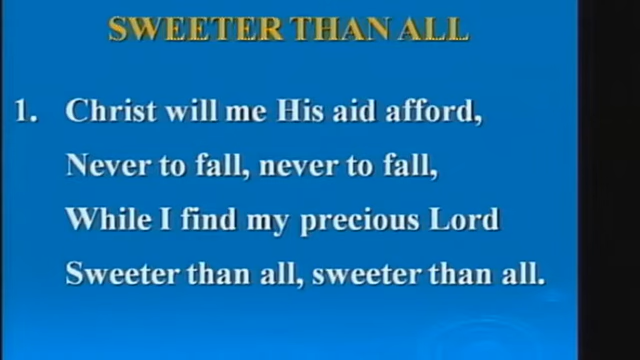 SWEETER THAN ALL
1. Christ will me His aid afford,
Never to fall, never to fall,
While I find my precious Lord
Sweeter than all, sweeter than all.